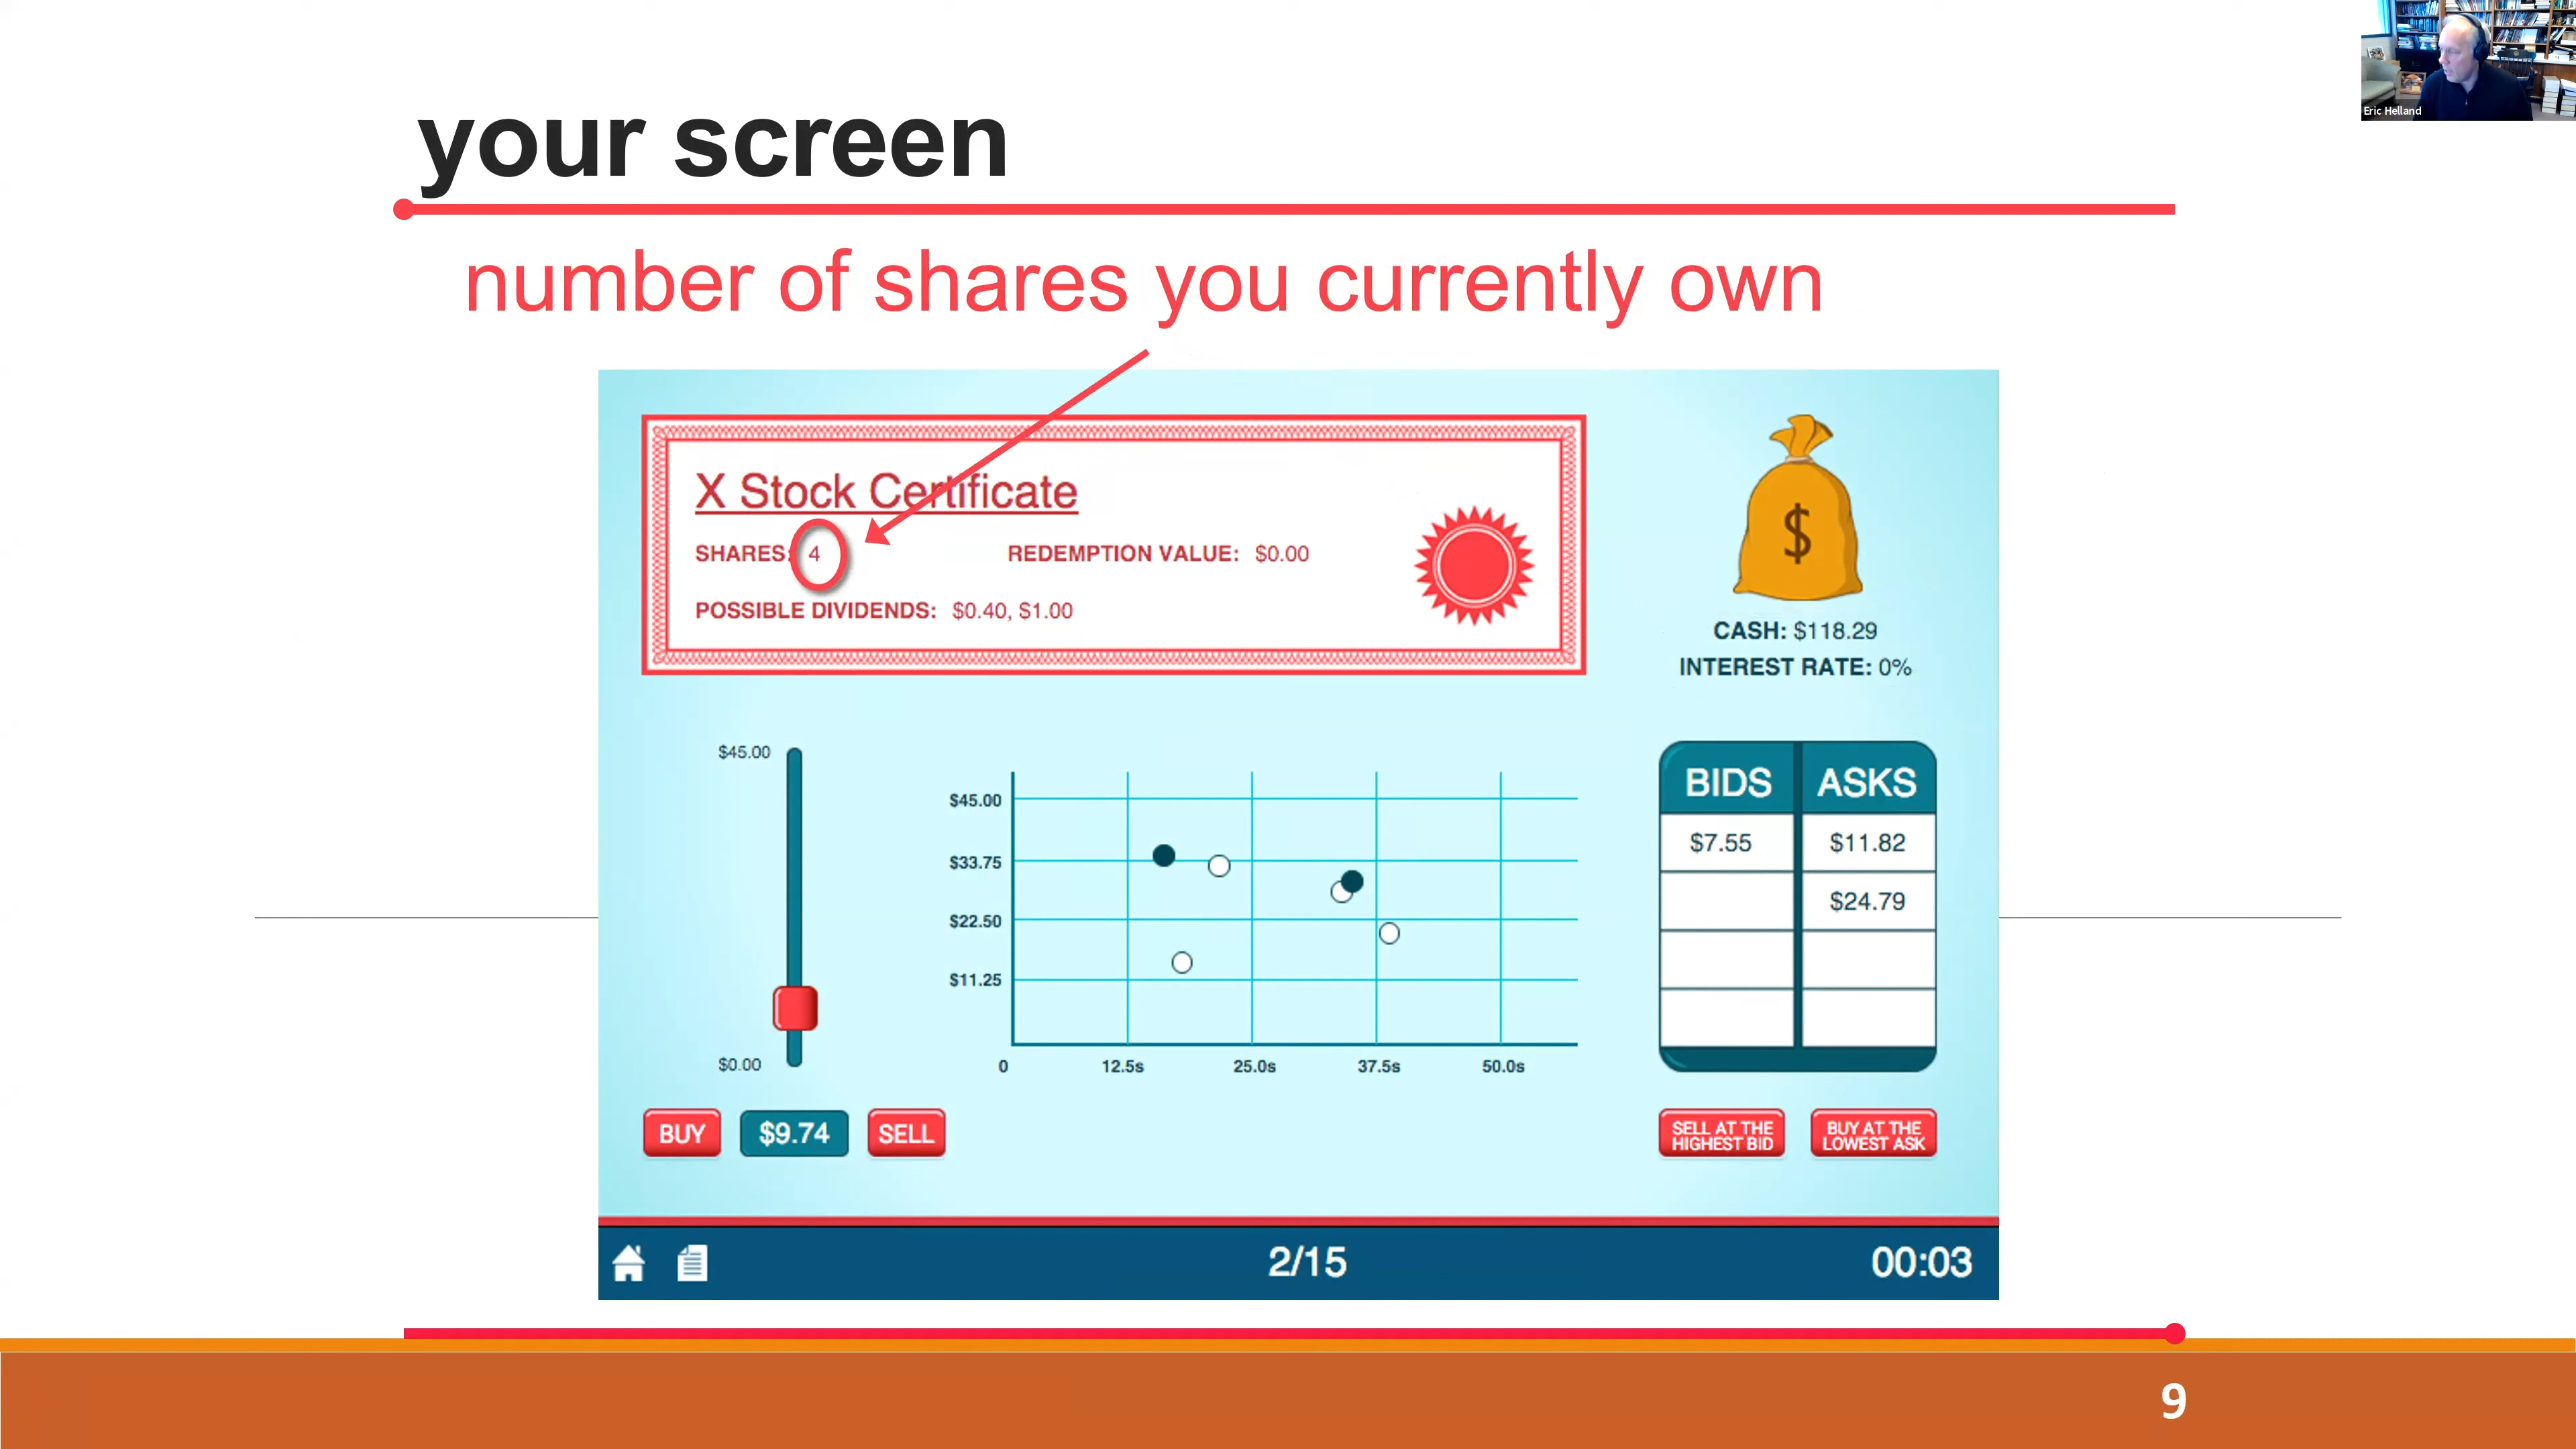 Eric Helland
your screen
number of shares you currently own
X Stock Certificate
SHARES: 4
REDEMPTION VALUE: $0.00
POSSIBLE DIVIDENDS: $0.40, $1.00
$
CASH: $118.29
INTEREST RATE: 0%
$45.00
$0.00
BUY
$9.74
SELL
$45.00
$33.75
$22.50
$11.25
0
12.5s
25.0s
37.5s
50.0s
BIDS
ASKS
$7.55
$11.82
$24.79
SELL AT THE
HIGHEST BID
BUY AT THE
LOWEST ASK
2/15
00:03
9